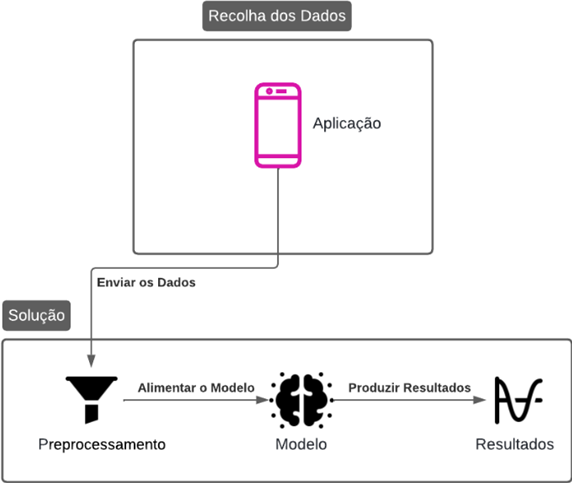 Recolha dos Dados
Aplicação
Enviar os Dados
Solução
Alimentar o Modelo
Produzir Resultados
Preprocessamento
Modelo
Resultados